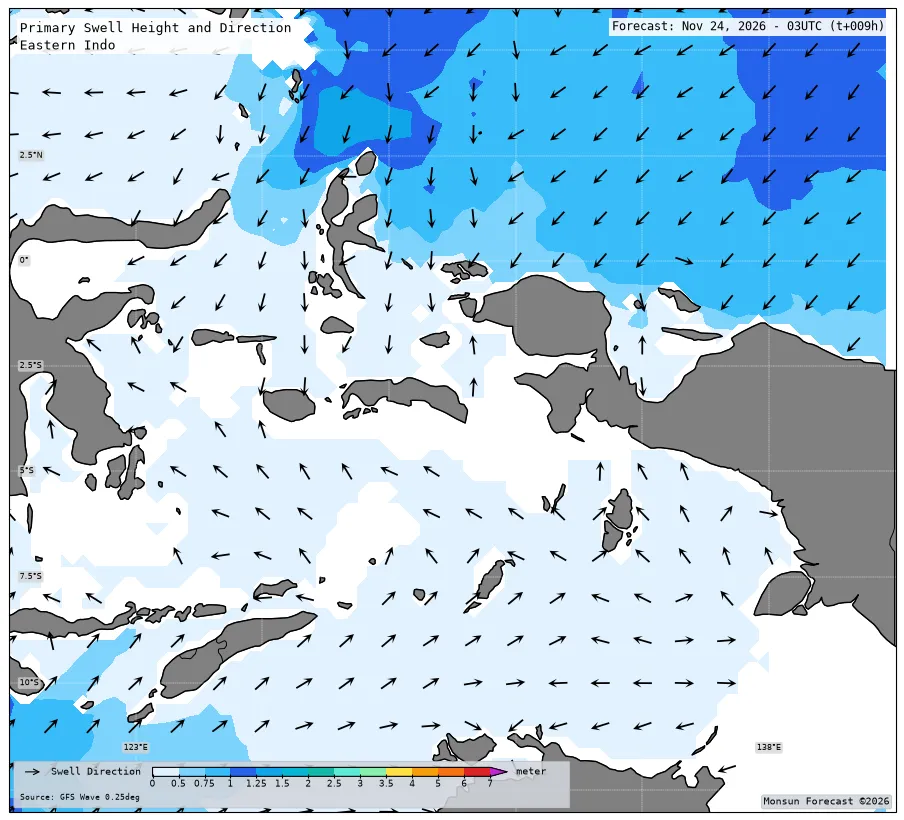 Primary Swell Height and Direction
Eastern Indo
Forecast: Nov 24, 2026 - 03UTC (t+009h)
2.5°N
0°
2.5°S
5°S
7.5°S
10°S
123°E
138°E
Swell Direction
0 0.5 0.75 1 1.25 1.5 2 2.5 3 3.5 4 5 6 7
meter
Source: GFS Wave 0.25deg
Monsun Forecast ©2026